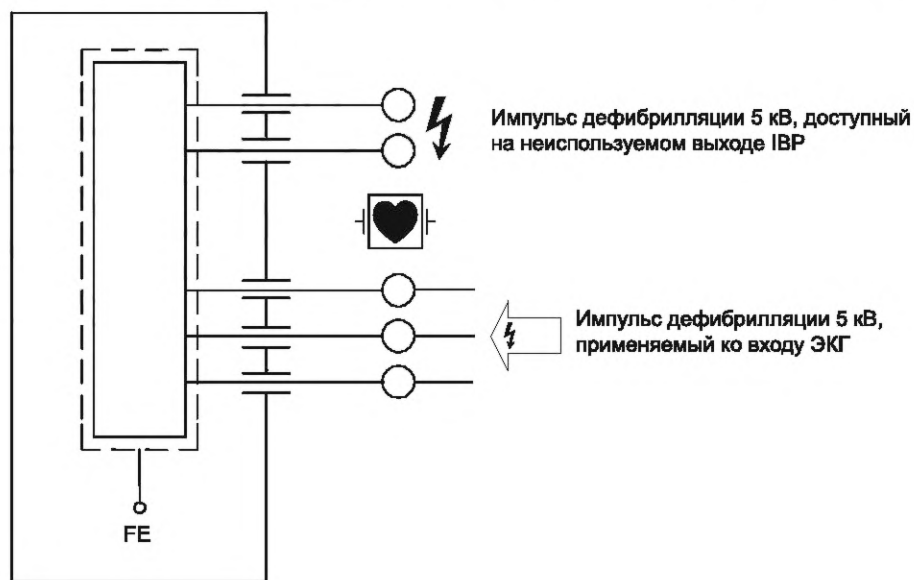 Импульс дефибрилляции 5 кВ, доступный
на неиспользуемом выходе IBP
Импульс дефибрилляции 5 кВ,
применяемый ко входу ЭКГ
FE